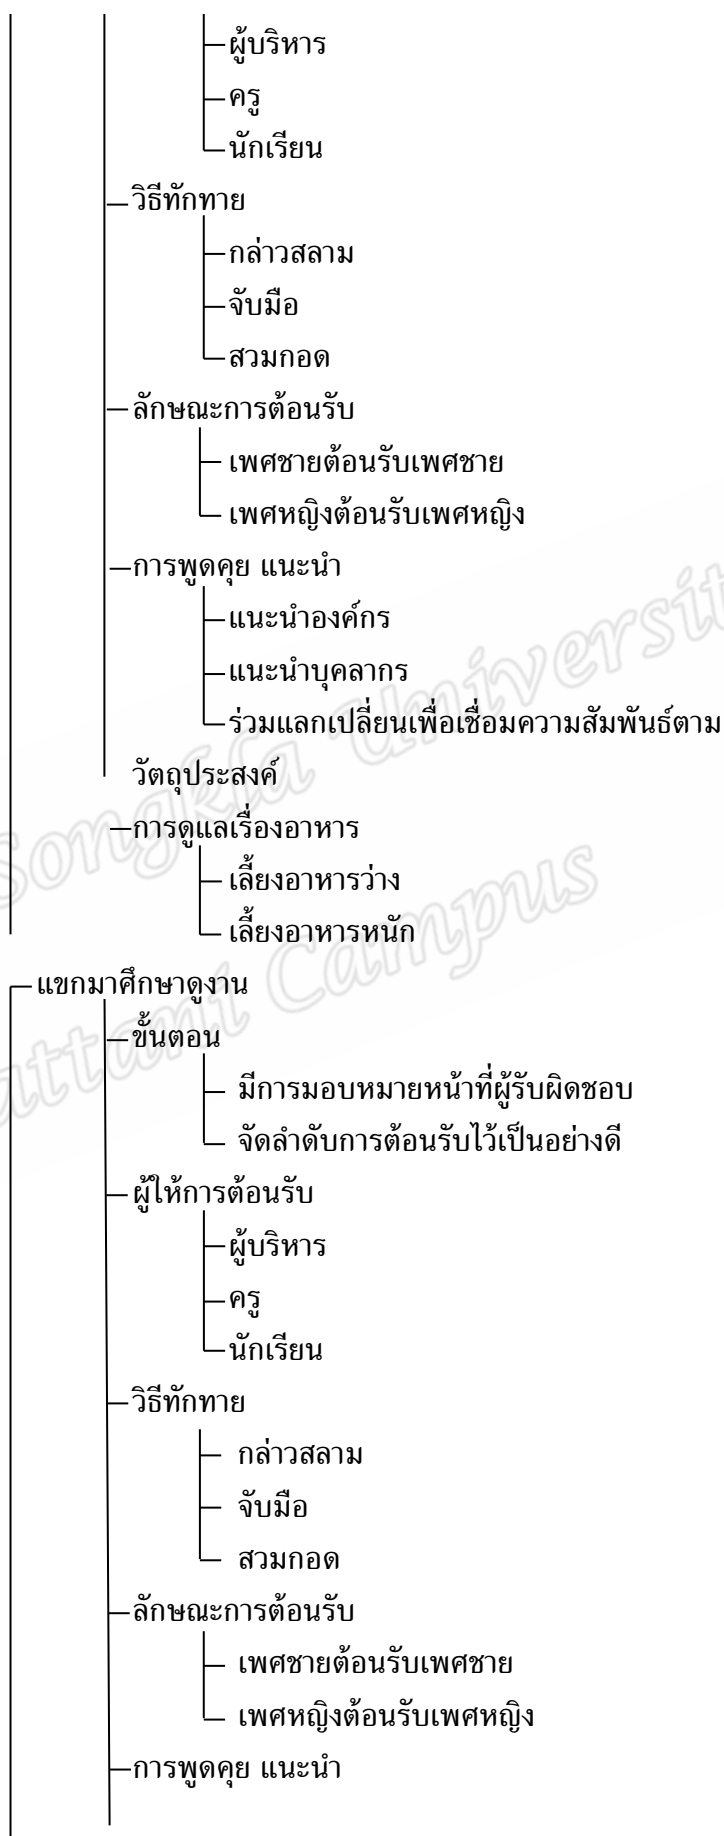 ผู้บริหาร
ครู
นักเรียน
วิธีทักทาย
กล่าวสลาม
จับมือ
สวมกอด
ลักษณะการต้อนรับ
เพศชายต้อนรับเพศชาย
เพศหญิงต้อนรับเพศหญิง
การพูดคุย แนะนำ
แนะนำองค์กร
แนะนำบุคลากร
ร่วมแลกเปลี่ยนเพื่อเชื่อมความสัมพันธ์ตาม
วัตถุประสงค์
การดูแลเรื่องอาหาร
เลี้ยงอาหารว่าง
เลี้ยงอาหารหนัก
แขกมาศึกษาดูงาน
ขั้นตอน
มีการมอบหมายหน้าที่ผู้รับผิดชอบ
จัดลำดับการต้อนรับไว้เป็นอย่างดี
ผู้ให้การต้อนรับ
ผู้บริหาร
ครู
นักเรียน
วิธีทักทาย
กล่าวสลาม
จับมือ
สวมกอด
ลักษณะการต้อนรับ
เพศชายต้อนรับเพศชาย
เพศหญิงต้อนรับเพศหญิง
การพูดคุย แนะนำ
Songkla Universit
attani Campus